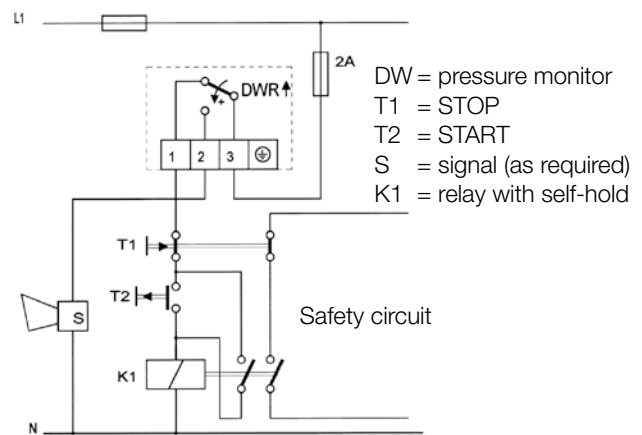 L1
2A
DWR
+
1 2 3
DW = pressure monitor
T1 = STOP
T2 = START
S = signal (as required)
K1 = relay with self-hold
T1
T2
S
Safety circuit
K1
N